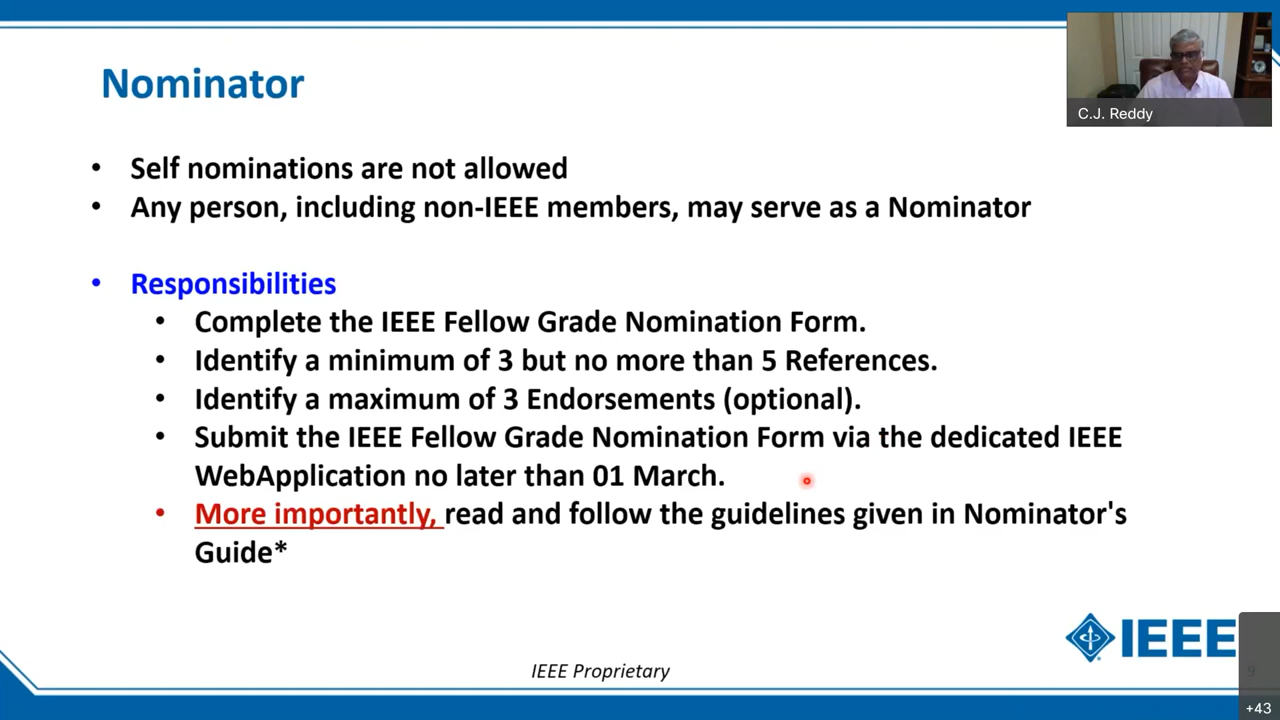 Nominator
C.J. Reddy
• Self nominations are not allowed
• Any person, including non-IEEE members, may serve as a Nominator
• Responsibilities
• Complete the IEEE Fellow Grade Nomination Form.
• Identify a minimum of 3 but no more than 5 References.
• Identify a maximum of 3 Endorsements (optional).
• Submit the IEEE Fellow Grade Nomination Form via the dedicated IEEE
WebApplication no later than 01 March.
• More importantly, read and follow the guidelines given in Nominator's
Guide*
IEEE
IEEE Proprietary
9
+43